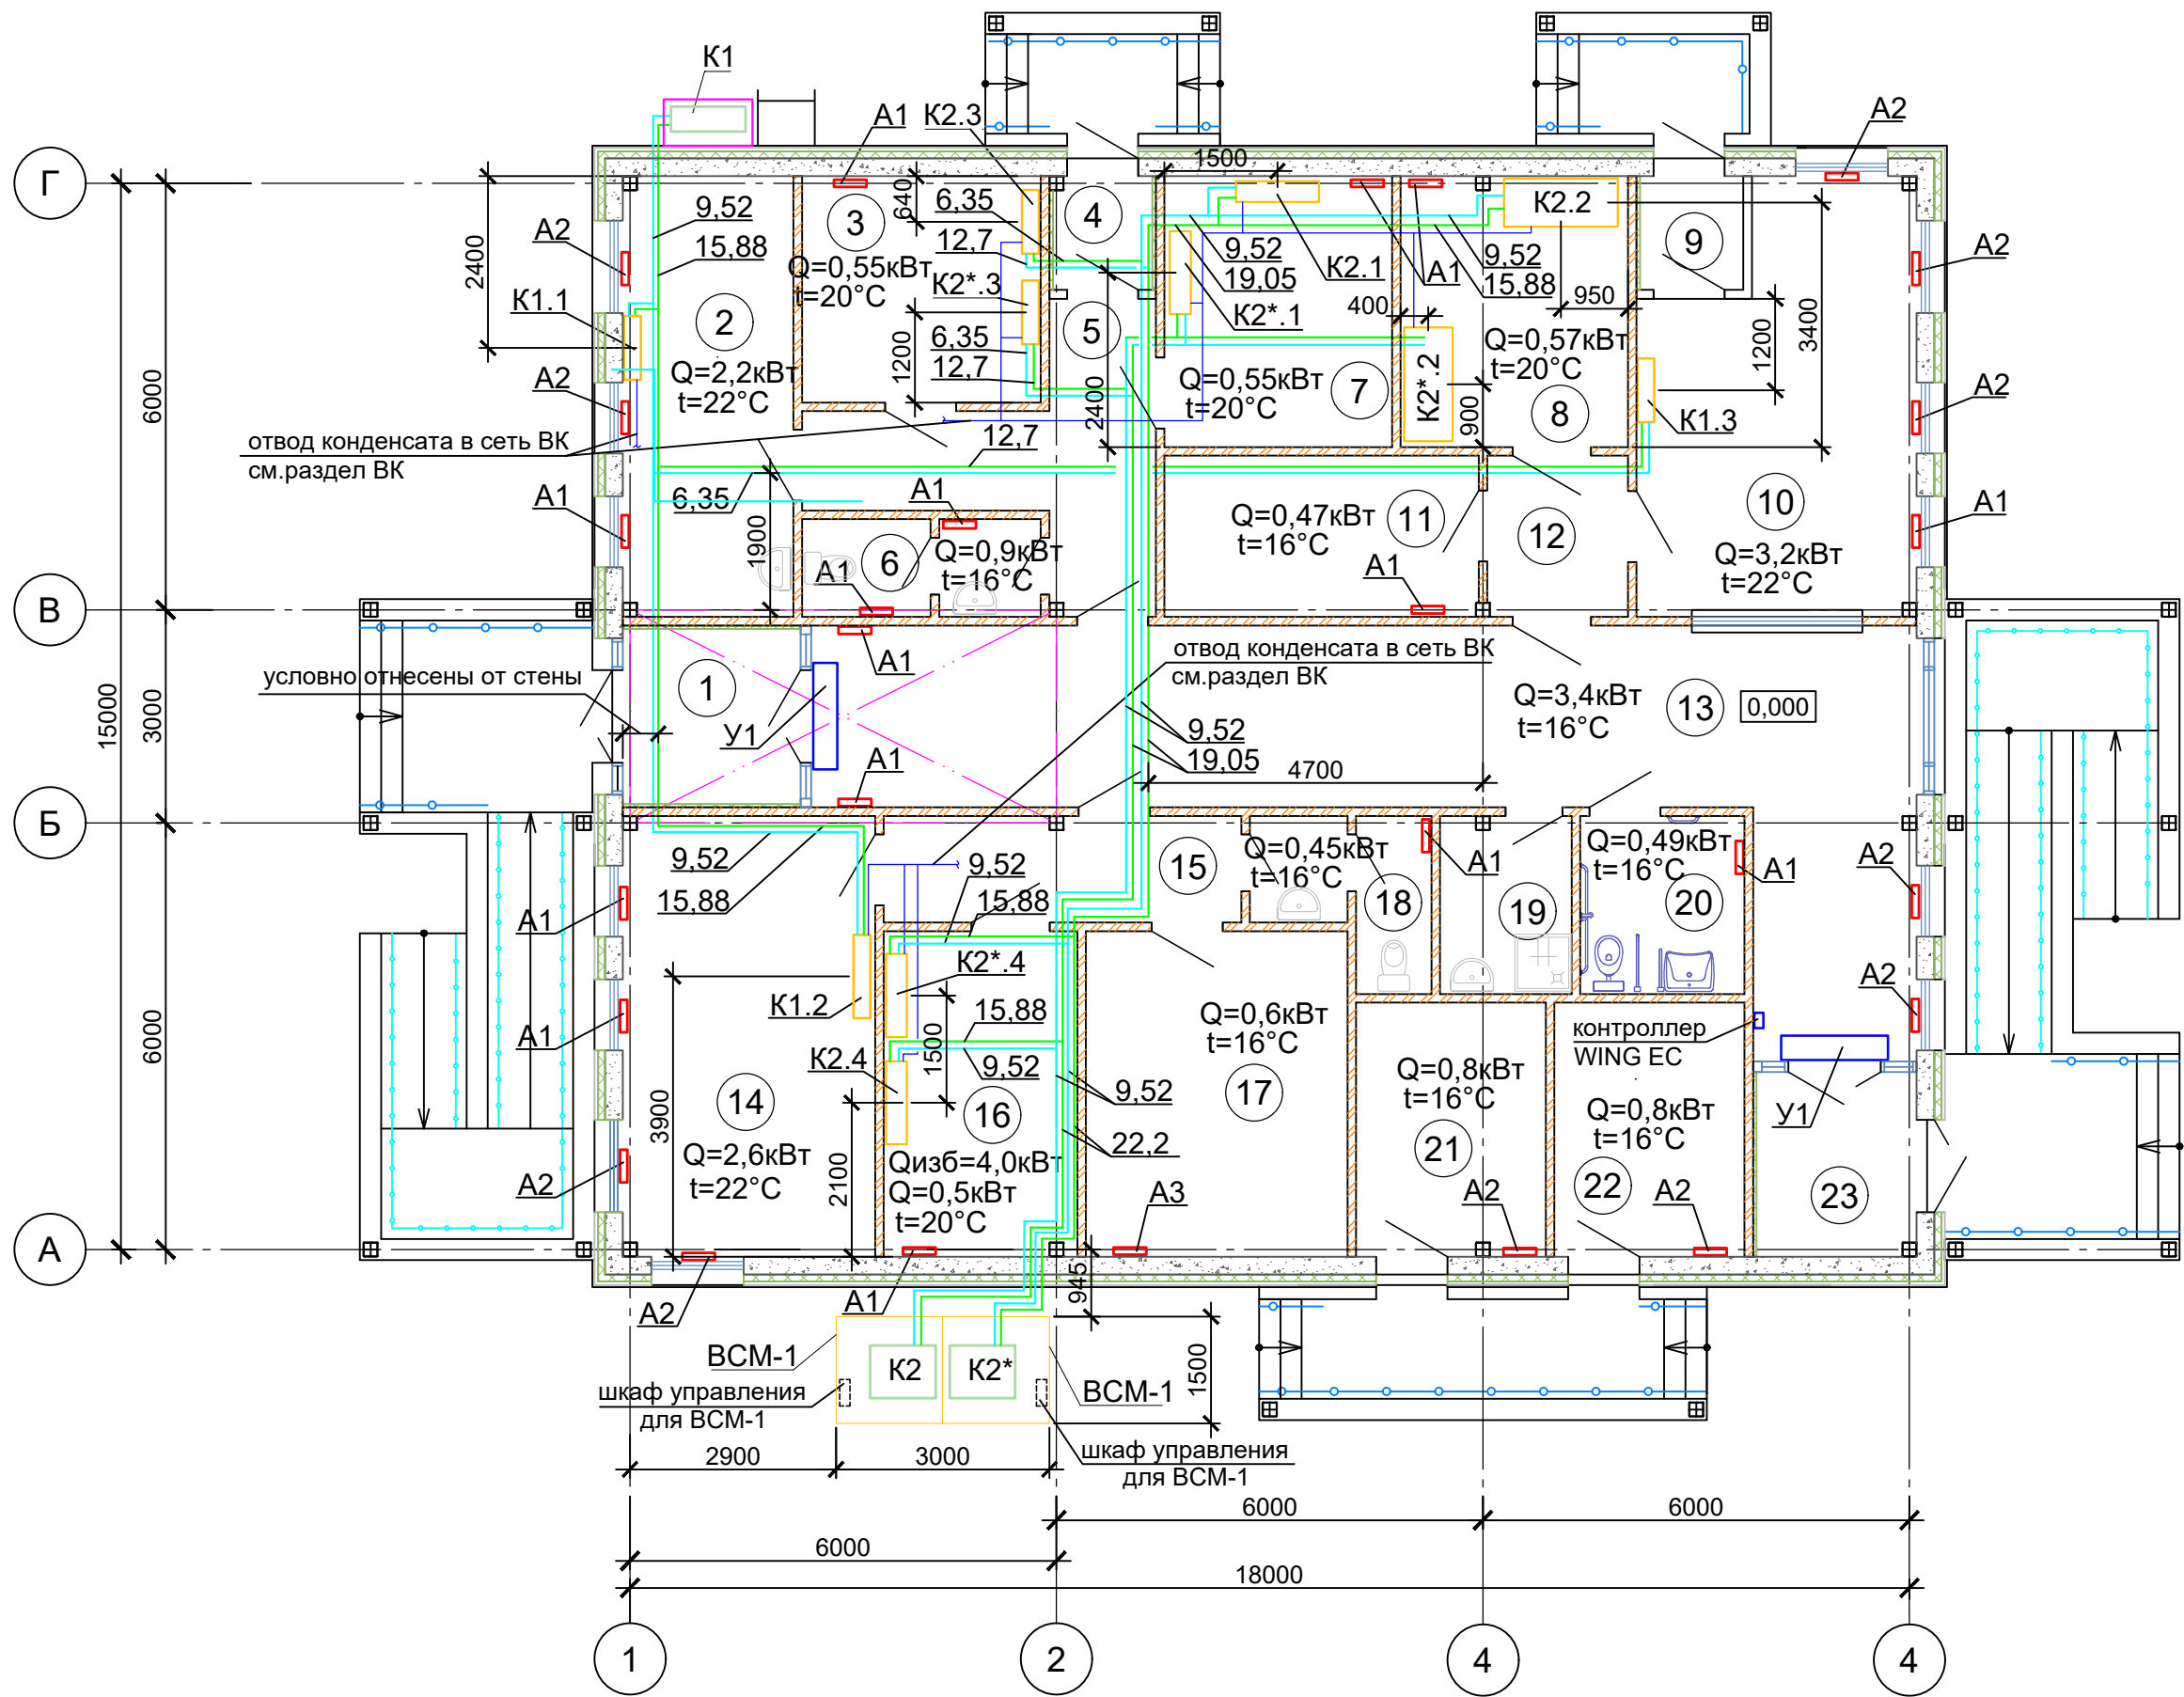 К1
А1
К2.3
А2
1500
Г
640
6,35
4
К2.2
9,52
3
А2
15,88
12,7
9
2400
Q=0,55кВт
t=20°С
9,52
19,05
К2.1
А1
9,52
15,88
А2
К1.1
К2*.3
2
5
К2*.1
400
950
3400
6000
6,35
1200
12,7
Q=0,57кВт
t=20°С
1200
Q=2,2кВт
t=22°С
А2
2400
Q=0,55кВт
t=20°С
7
К2*.2
900
8
К1.3
А2
отвод конденсата в сеть ВК
см.раздел ВК
12,7
6,35
А1
А1
1900
Q=0,47кВт
t=16°С
11
12
10
А1
6
Q=0,9кВт
t=16°С
А1
А1
Q=3,2кВт
t=22°С
В
А1
отвод конденсата в сеть ВК
см.раздел ВК
условно отнесены от стены
1
Q=3,4кВт
t=16°С
13
0,000
15000
3000
У1
9,52
19,05
А1
4700
Б
9,52
15,88
9,52
15,88
15
Q=0,45кВт
t=16°С
18
А1
Q=0,49кВт
t=16°С
А1
19
20
А2
А1
К2*.4
А2
К1.2
15,88
А1
1500
К2.4
9,52
Q=0,6кВт
t=16°С
контроллер
WING EC
6000
3900
14
16
9,52
17
Q=0,8кВт
t=16°С
Q=0,8кВт
t=16°С
У1
22,2
2100
Q=2,6кВт
t=22°С
Qизб=4,0кВт
Q=0,5кВт
t=20°С
21
22
23
А2
А3
А2
А2
А
945
А2
А1
ВСМ-1
К2
К2*
ВСМ-1
1500
шкаф управления
для ВСМ-1
2900
3000
шкаф управления
для ВСМ-1
6000
6000
6000
18000
1
2
4
4